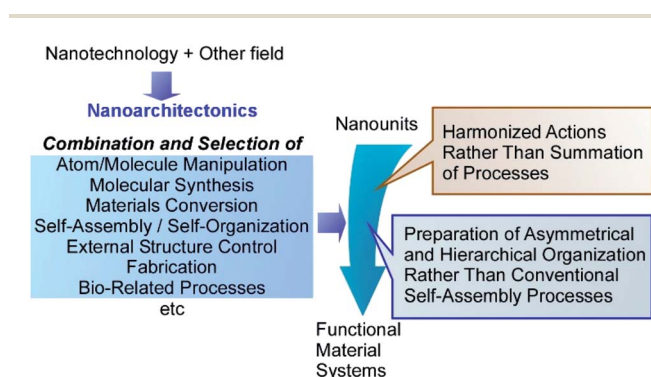 Nanotechnology + Other field
Nanoarchitectonics
Combination and Selection of
Atom/Molecule Manipulation
Molecular Synthesis
Materials Conversion
Self-Assembly / Self-Organization
External Structure Control
Fabrication
Bio-Related Processes
etc
Nanounits
Functional
Material
Systems
Harmonized Actions
Rather Than Summation
of Processes
Preparation of Asymmetrical
and Hierarchical Organization
Rather Than Conventional
Self-Assembly Processes